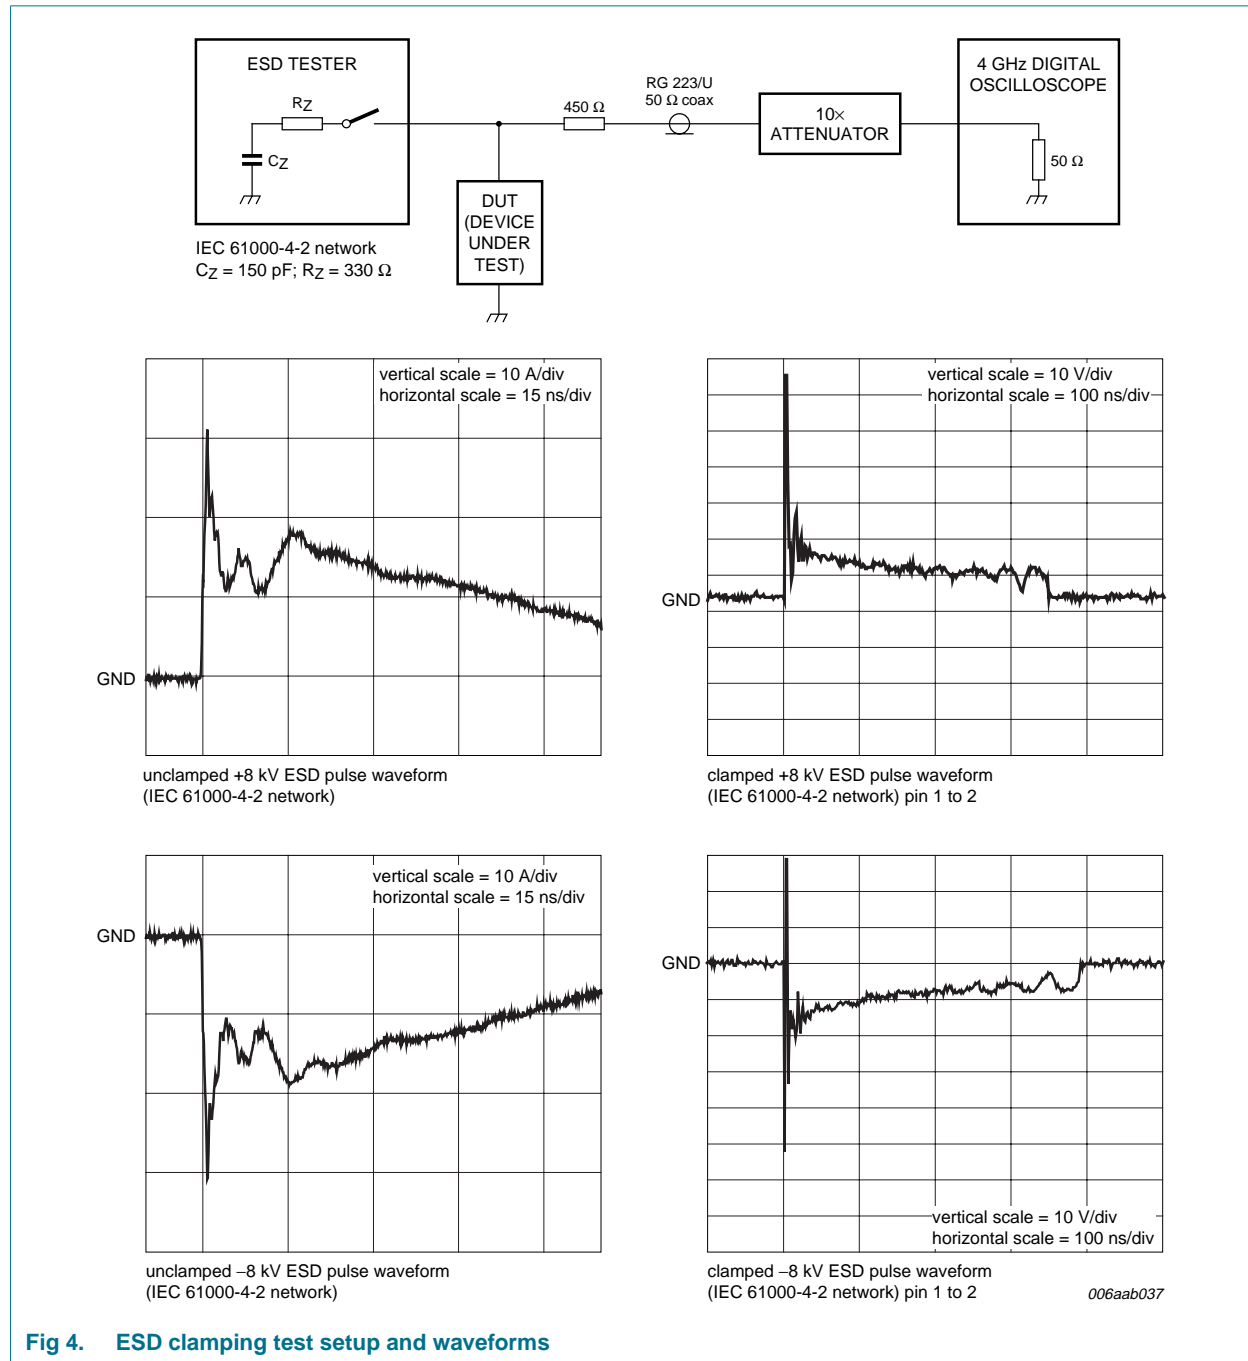 ESD TESTER
RZ
CZ
IEC 61000-4-2 network
CZ = 150 pF; RZ = 330 Ω
450 Ω
RG 223/U
50 Ω coax
10×
ATTENUATOR
4 GHz DIGITAL
OSCILLOSCOPE
50 Ω
DUT
(DEVICE
UNDER
TEST)
vertical scale = 10 A/div
horizontal scale = 15 ns/div
GND
unclamped +8 kV ESD pulse waveform
(IEC 61000-4-2 network)
vertical scale = 10 V/div
horizontal scale = 100 ns/div
GND
clamped +8 kV ESD pulse waveform
(IEC 61000-4-2 network) pin 1 to 2
vertical scale = 10 A/div
horizontal scale = 15 ns/div
GND
unclamped −8 kV ESD pulse waveform
(IEC 61000-4-2 network)
GND
vertical scale = 10 V/div
horizontal scale = 100 ns/div
clamped −8 kV ESD pulse waveform
(IEC 61000-4-2 network) pin 1 to 2
006aab037
Fig 4. ESD clamping test setup and waveforms